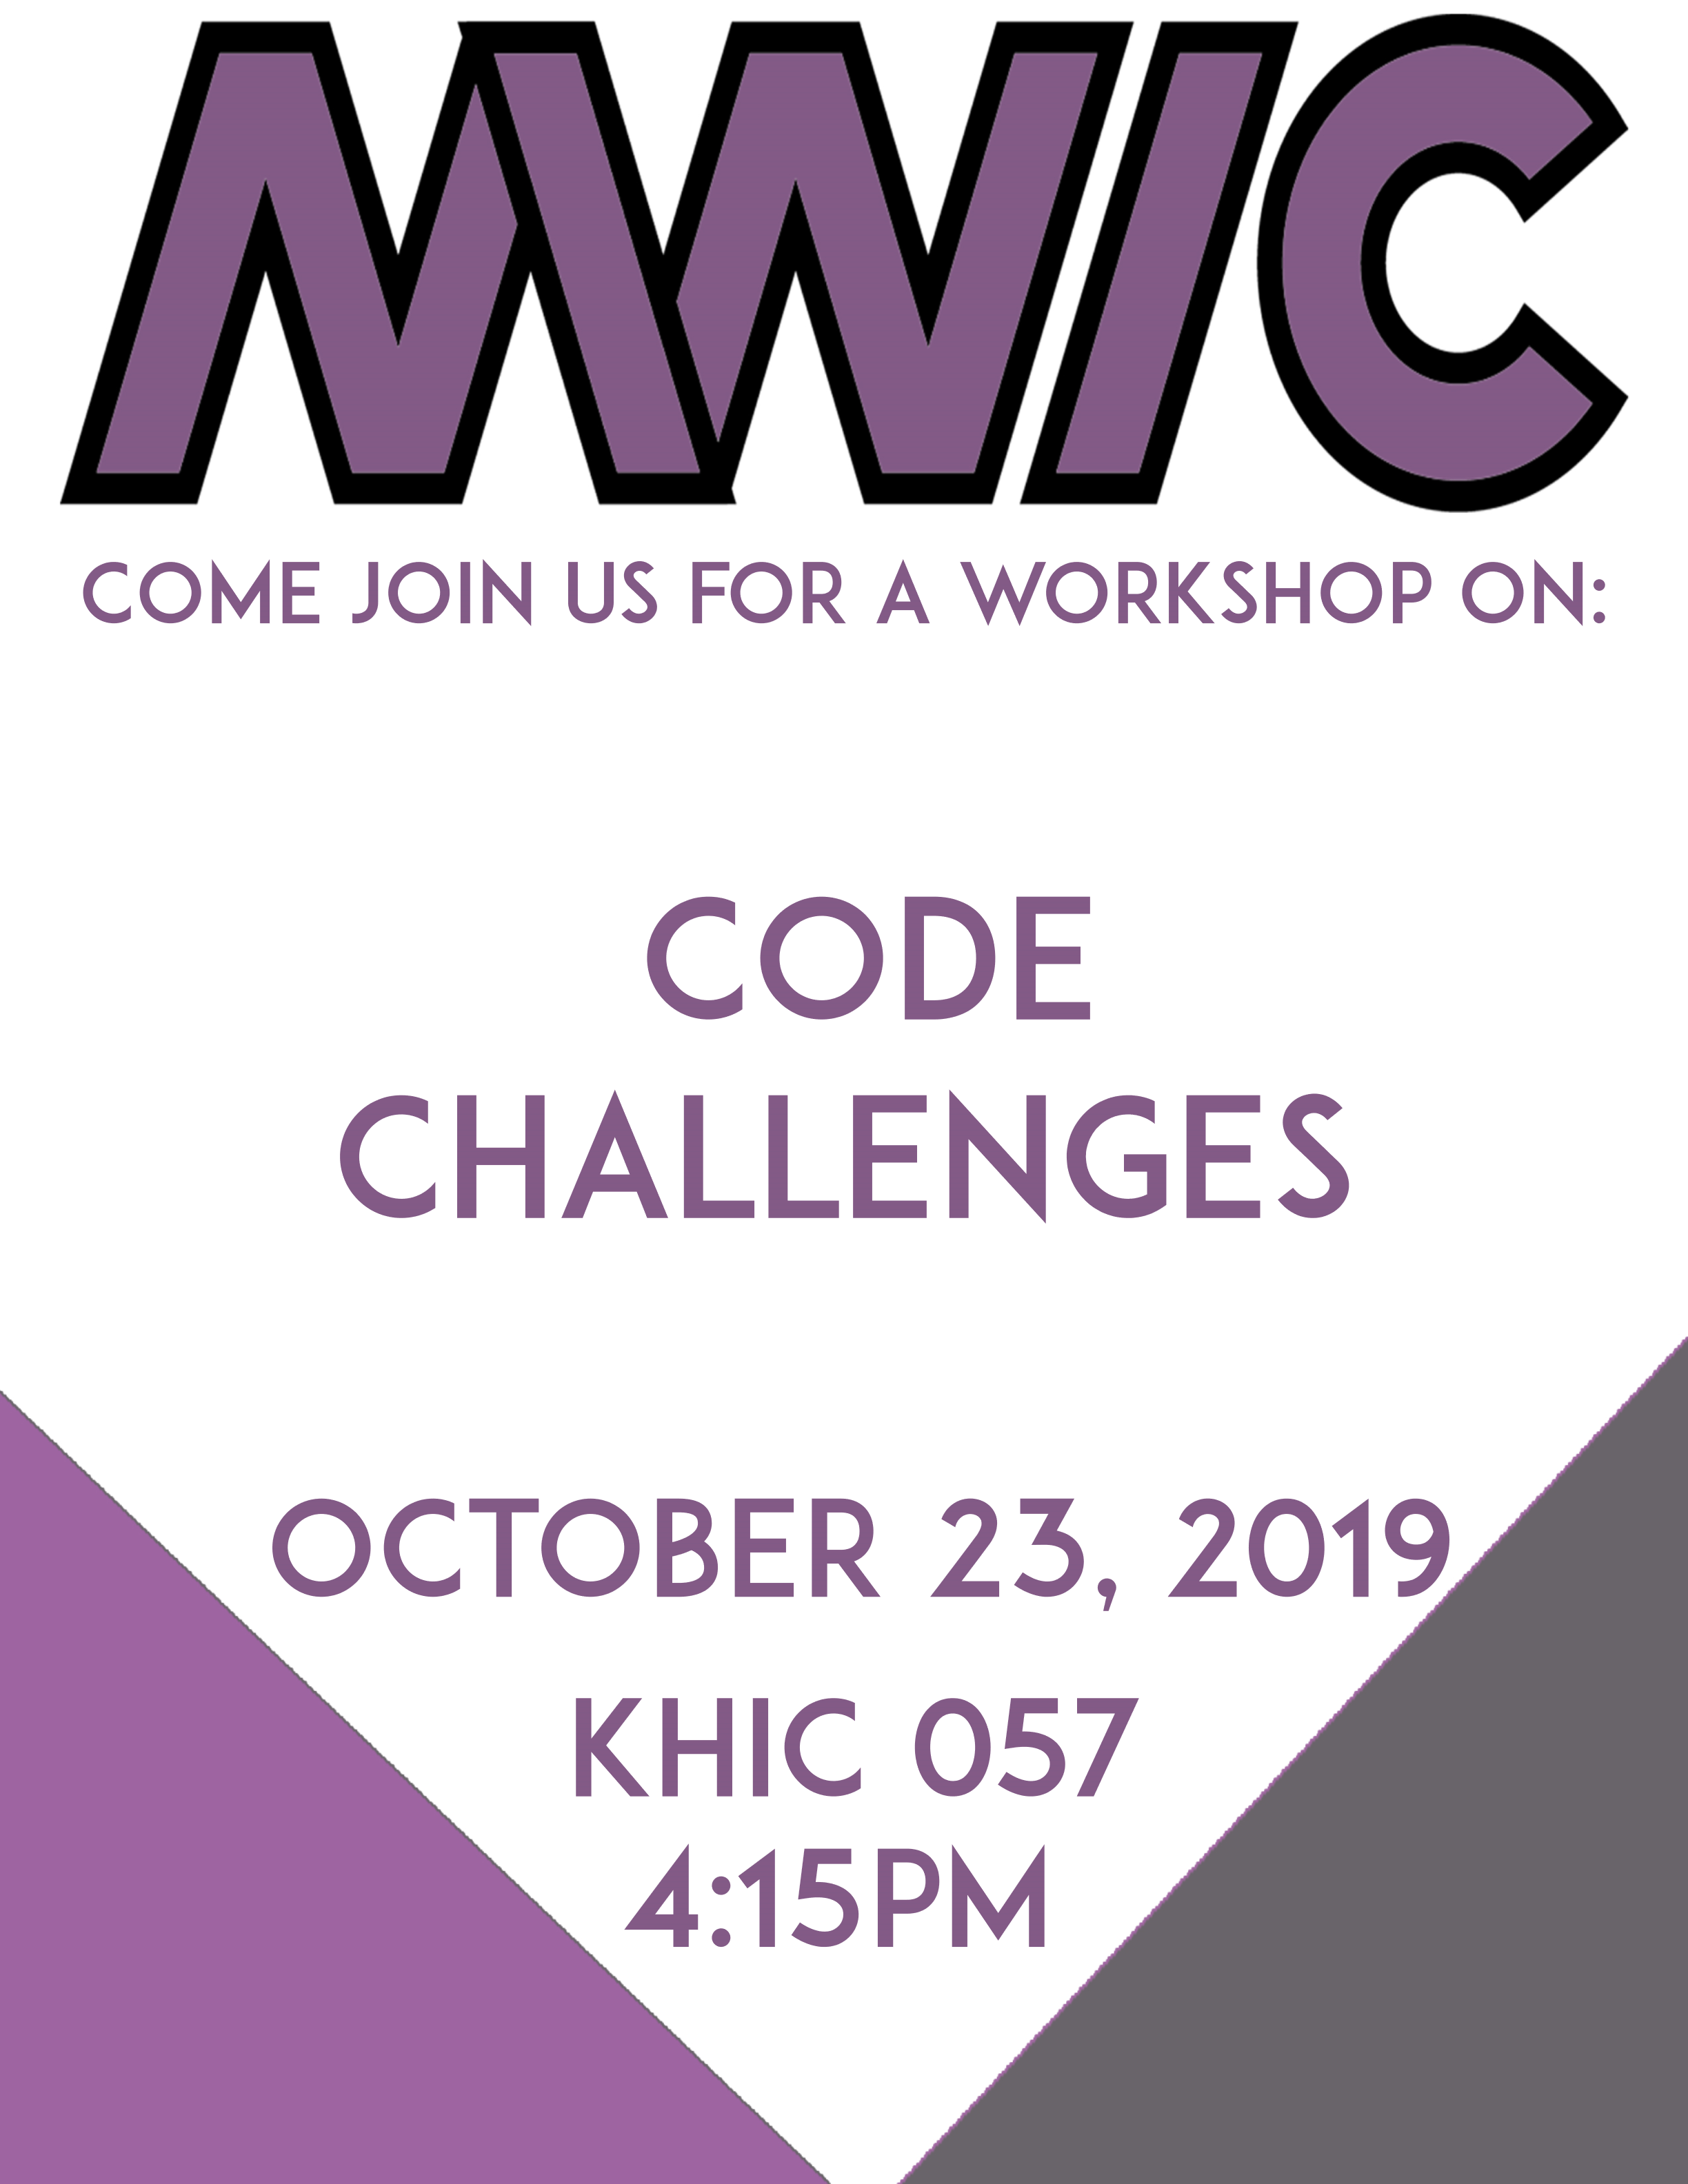 MWIC
COME JOIN US FOR A WORKSHOP ON:
CODE
CHALLENGES
OCTOBER 23, 2019
KHIC 057
4:15PM